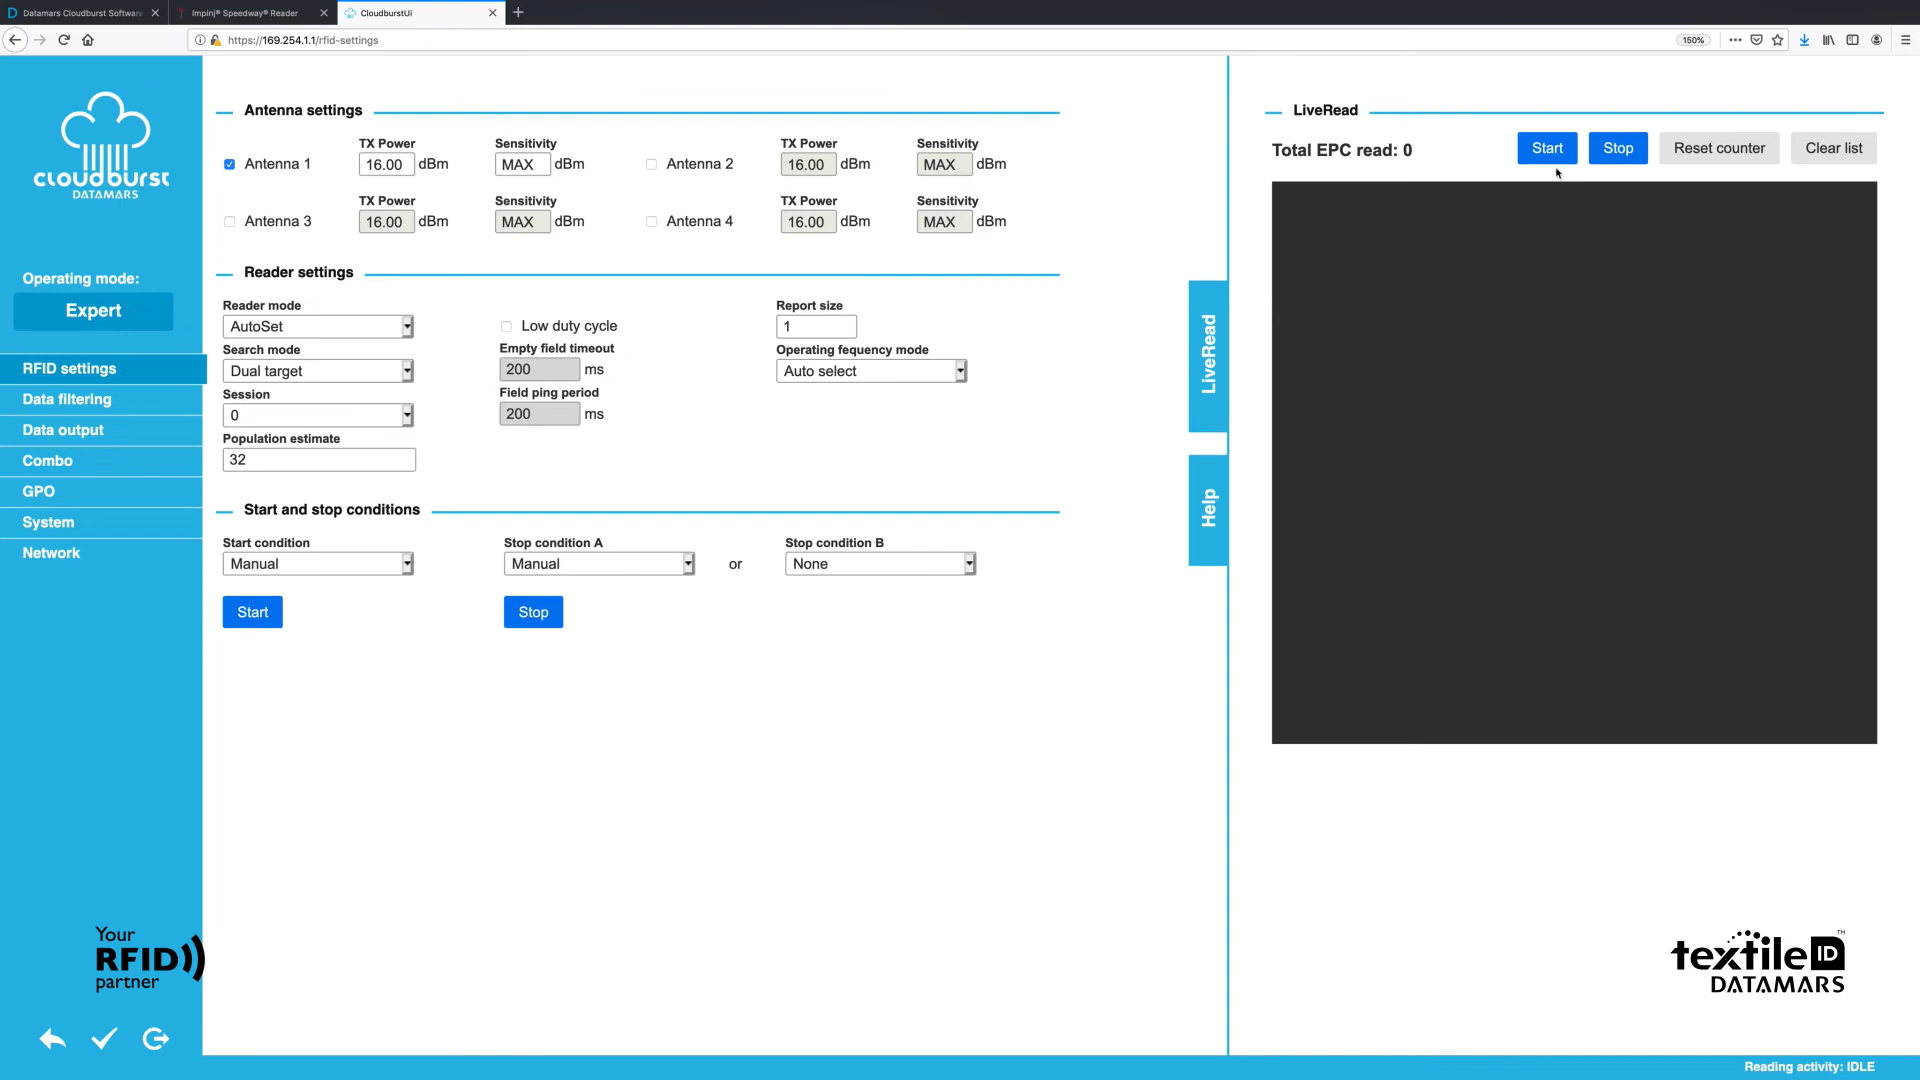 Datamars Cloudburst Software
Impinj® Speedway® Reader
CloudburstUi
https://169.254.1.1/rfid-settings
150%
cloudburst
DATAMARS
Operating mode:
Expert
RFID settings
Data filtering
Data output
Combo
GPO
System
Network
Your
RFID
partner
Antenna settings
TX Power Sensitivity TX Power Sensitivity
Antenna 1 16.00 dBm MAX dBm Antenna 2 16.00 dBm MAX dBm
TX Power Sensitivity TX Power Sensitivity
Antenna 3 16.00 dBm MAX dBm Antenna 4 16.00 dBm MAX dBm
Reader settings
Reader mode
AutoSet
Search mode
Dual target
Session
0
Population estimate
32
Low duty cycle
Empty field timeout
200 ms
Field ping period
200 ms
Report size
1
Operating fequency mode
Auto select
Start and stop conditions
Start condition Stop condition A Stop condition B
Manual Manual or None
Start Stop
LiveRead
Help
LiveRead
Total EPC read: 0 Start Stop Reset counter Clear list
textile ID ™
DATAMARS
Reading activity: IDLE